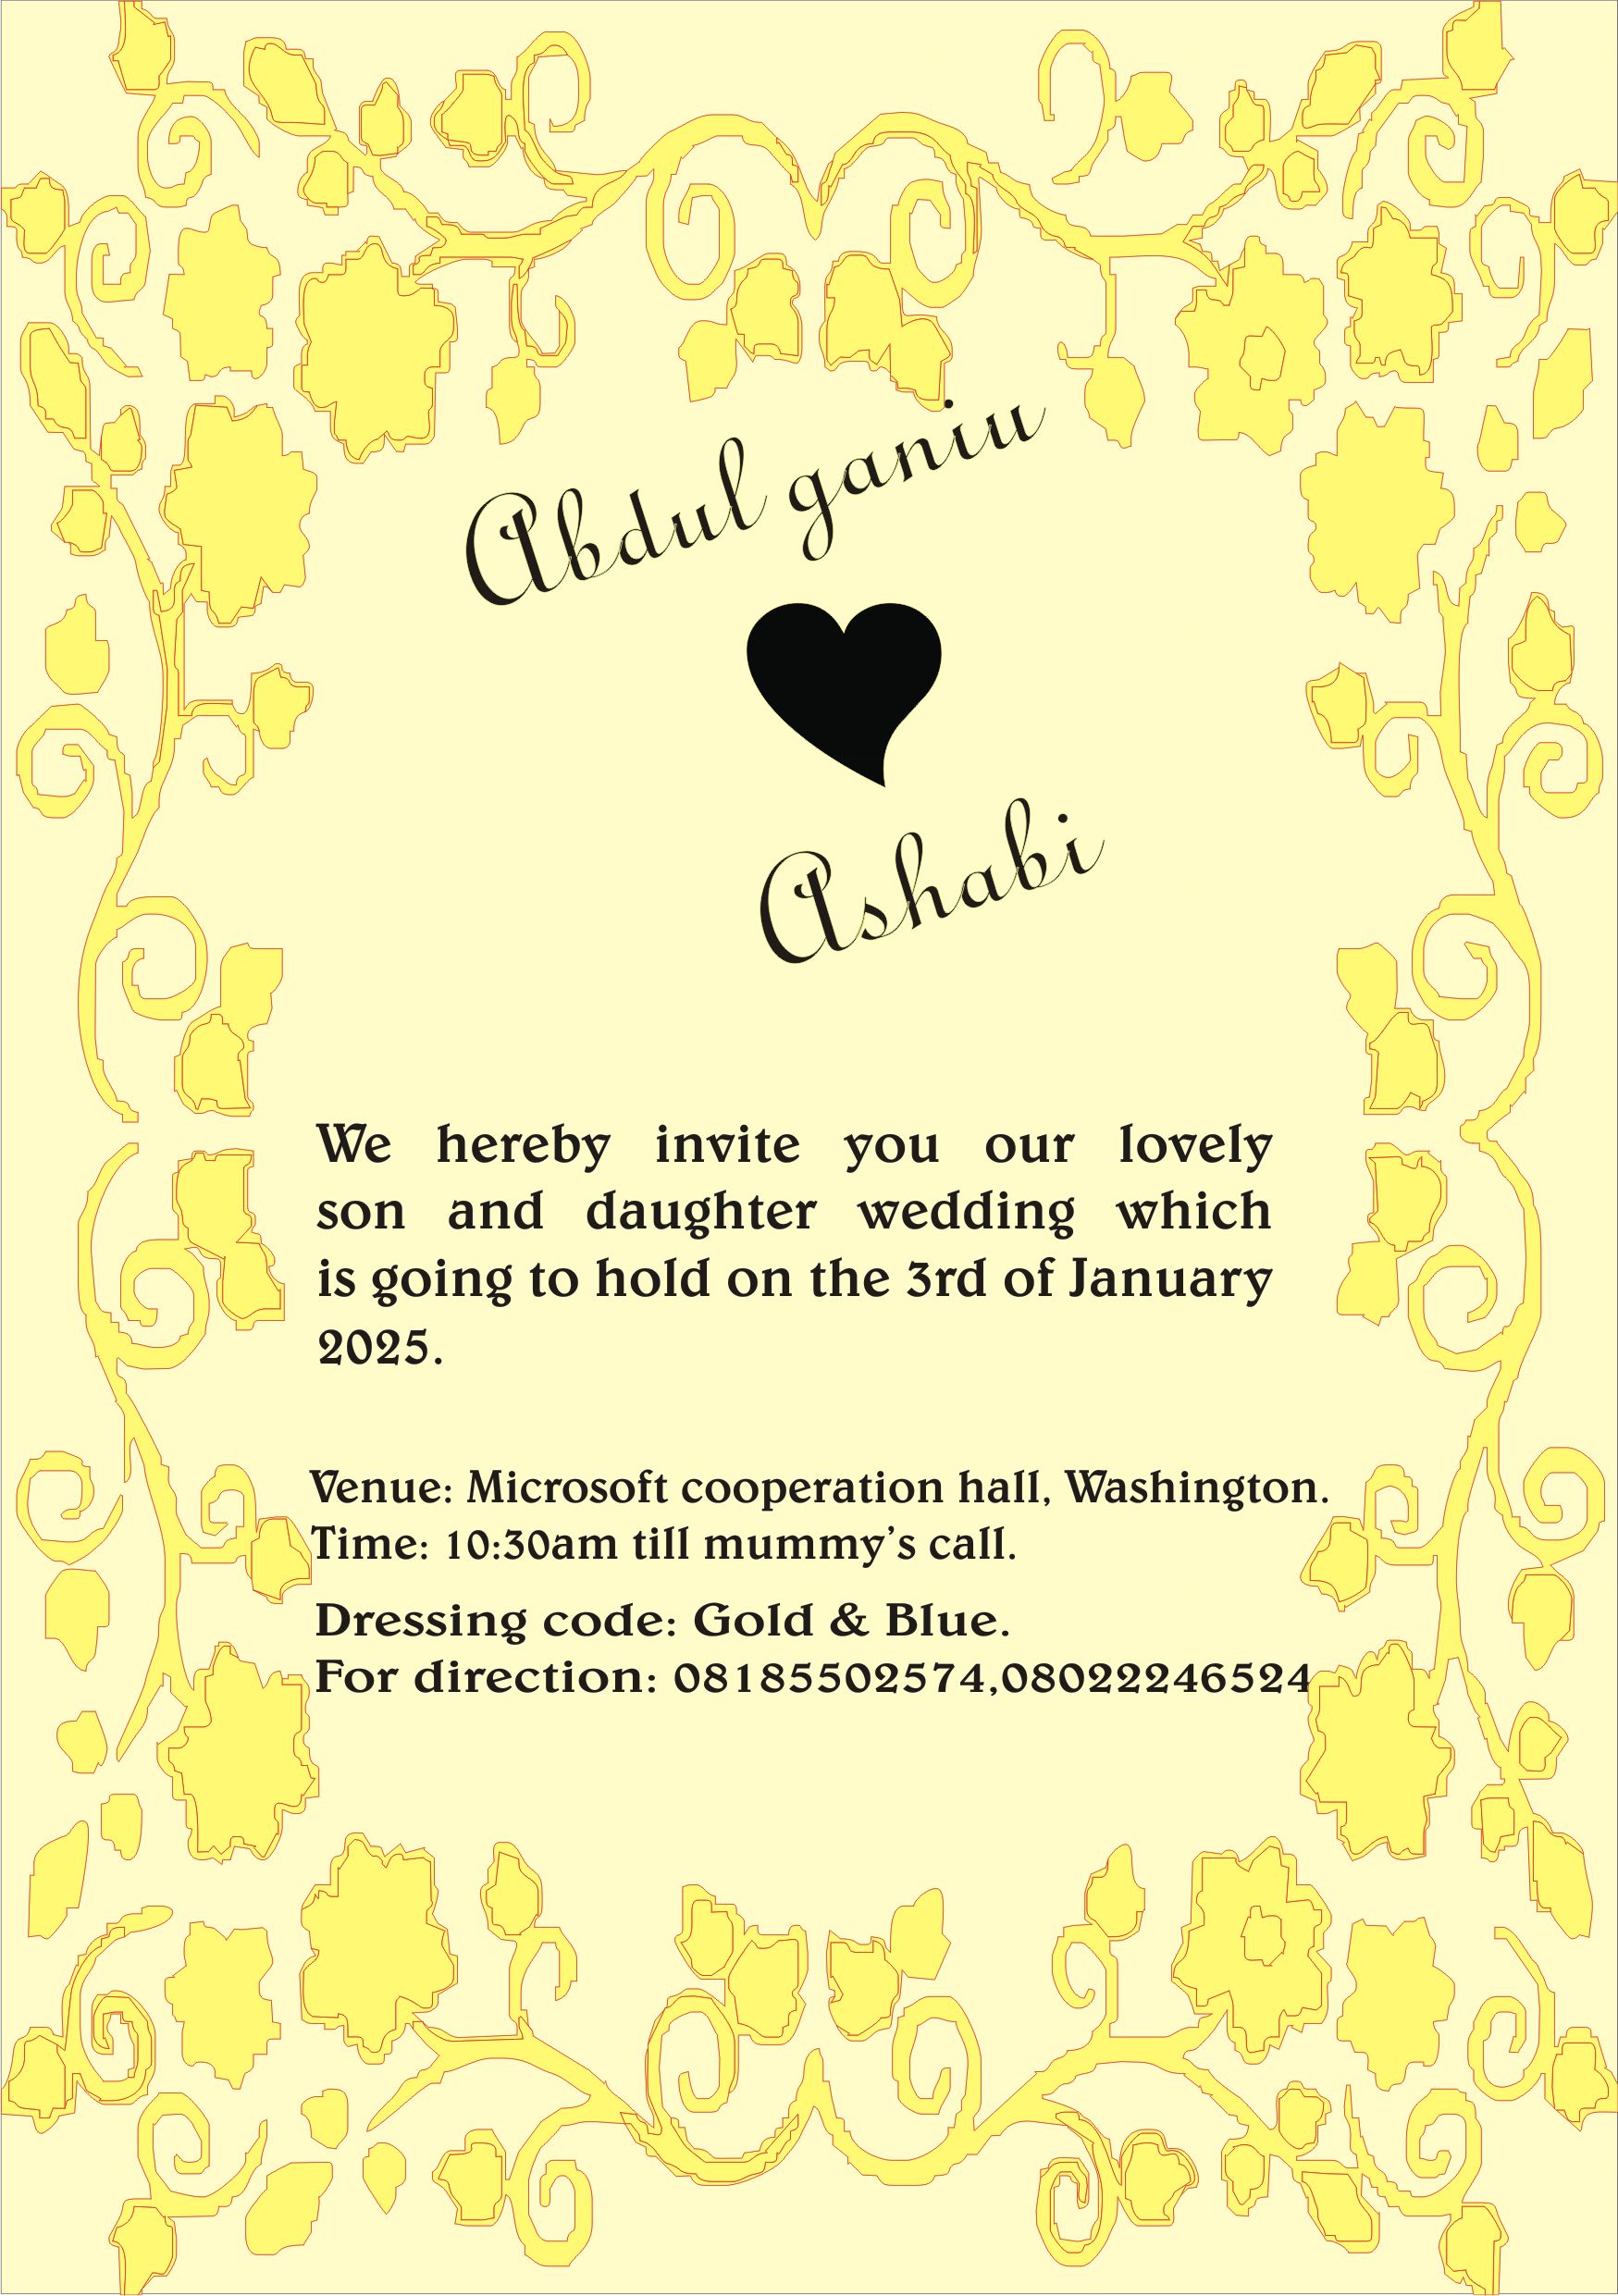 Abdul ganiu
Ashabi
We hereby invite you our lovely
son and daughter wedding which
is going to hold on the 3rd of January
2025.
Venue: Microsoft cooperation hall, Washington.
Time: 10:30am till mummy’s call.
Dressing code: Gold & Blue.
For direction: 08185502574,08022246524